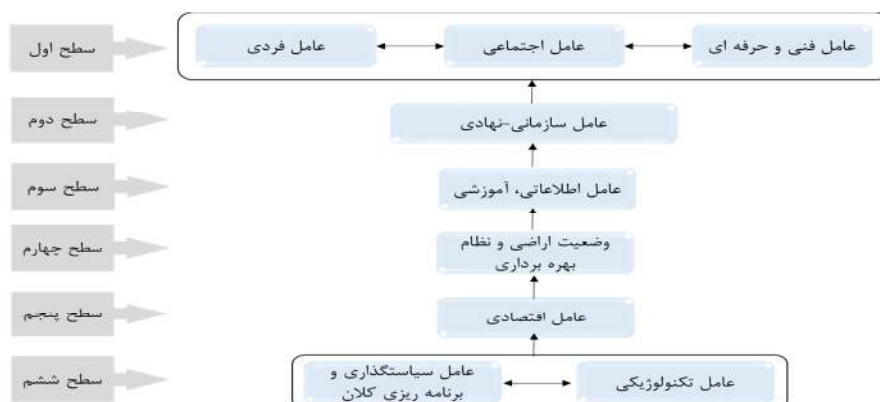 سطح اول
عامل فنی و حرفه ای
عامل اجتماعی
عامل فردی
سطح دوم
عامل سازمانی-نهادی
سطح سوم
عامل اطلاعاتی، آموزشی
سطح چهارم
وضعیت اراضی و نظام
بهره برداری
سطح پنجم
عامل اقتصادی
سطح ششم
عامل تکنولوژیکی
عامل سیاستگذاری و
برنامه ریزی کلان